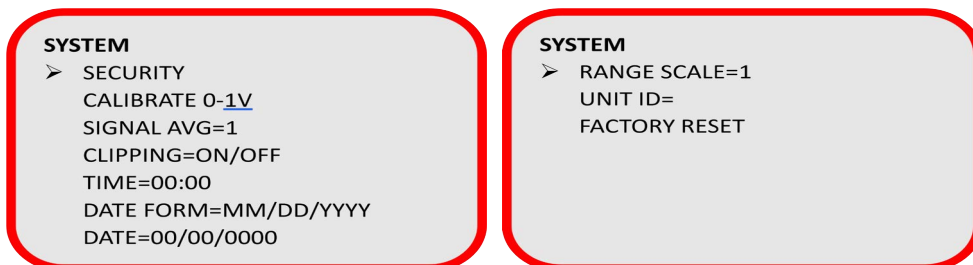 SYSTEM
➢ SECURITY
CALIBRATE 0-1V
SIGNAL AVG=1
CLIPPING=ON/OFF
TIME=00:00
DATE FORM=MM/DD/YYYY
DATE=00/00/0000
SYSTEM
➢ RANGE SCALE=1
UNIT ID=
FACTORY RESET